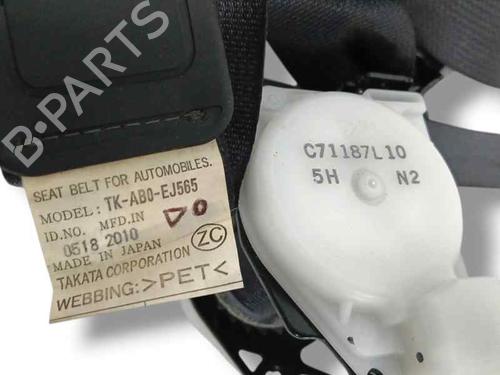 B-PARTS
SEAT BELT FOR AUTOMOBILES.
MODEL: TK-AB0-EJ565
ID.NO. MFD.IN
0518 2010
MADE IN JAPAN
TAKATA CORPORATION
ZC
WEBBING: >PET<
C71187L10
5H N2